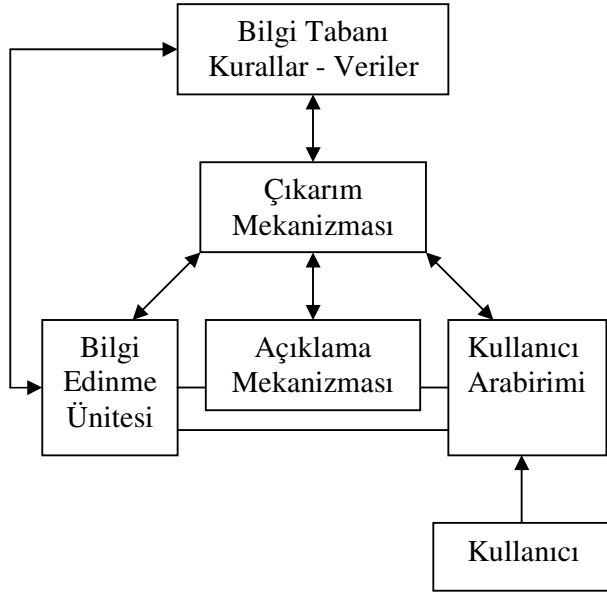 Bilgi Tabanı
Kurallar - Veriler
Çıkarım
Mekanizması
Bilgi
Edinme
Ünitesi
Açıklama
Mekanizması
Kullanıcı
Arabirimi
Kullanıcı